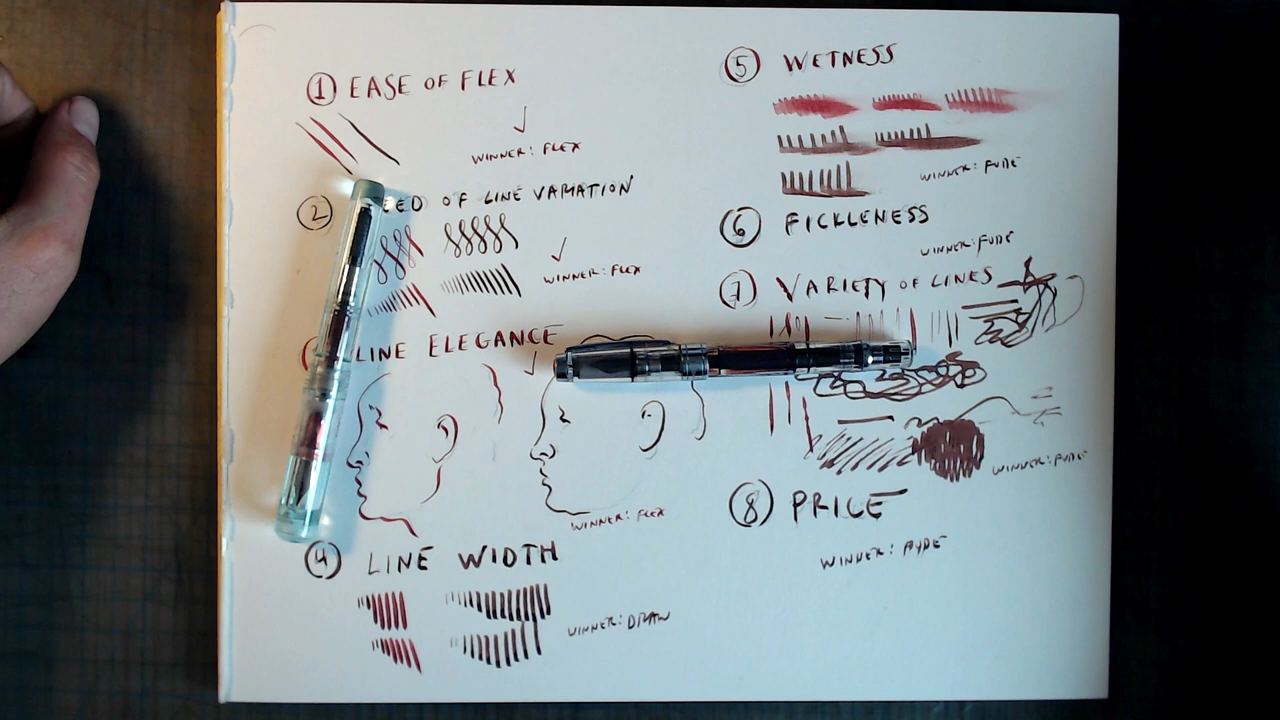 1 EASE OF FLEX
WINNER: FLEX
2 EED OF LINE VARIATION
WINNER: FLEX
LINE ELEGANCE
WINNER: FLEX
4 LINE WIDTH
WINNER: DRAW
5 WETNESS
WINNER: FUDE
6 FICKLENESS
WINNER: FUDE
7 VARIETY OF LINES
WINNER: FUDE
8 PRICE
WINNER: FUDE